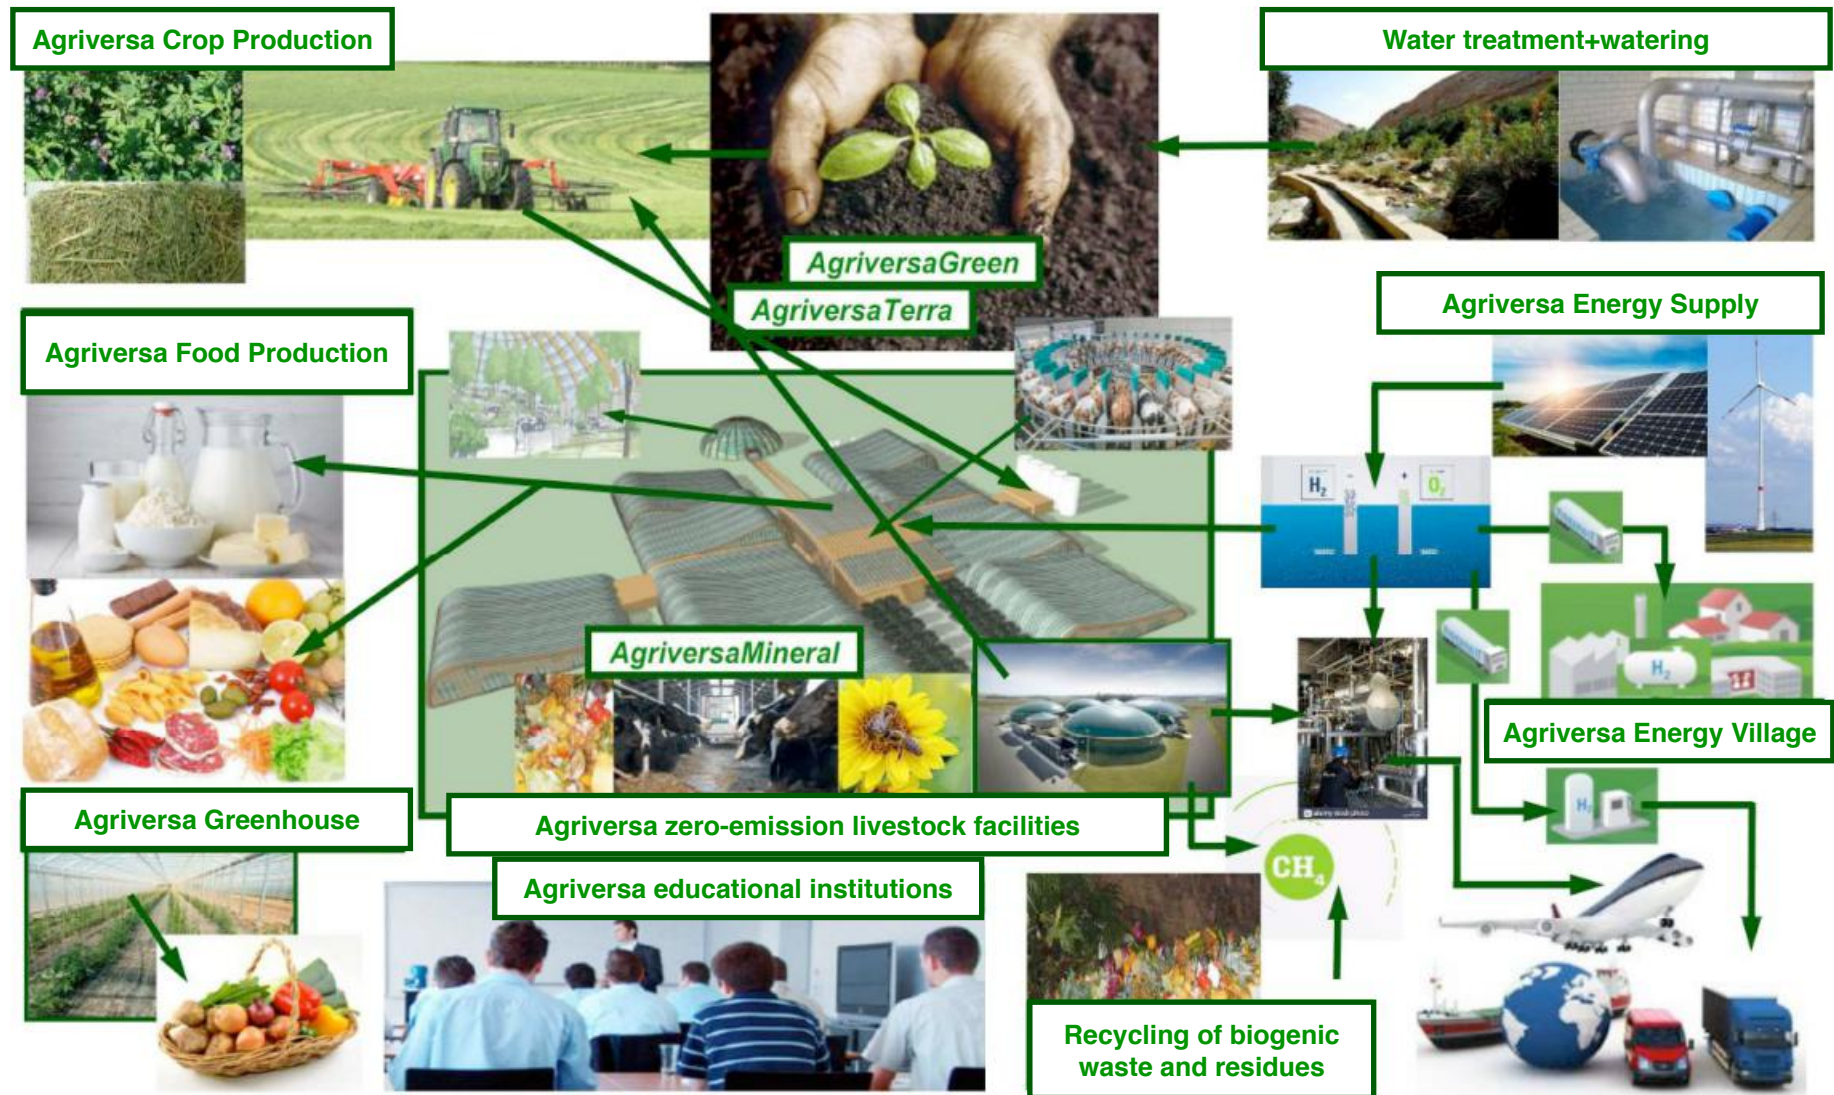 Agriversa Crop Production
Water treatment+watering
AgriversaGreen
AgriversaTerra
Agriversa Energy Supply
Agriversa Food Production
H2
-
+
O2
AgriversaMineral
H2
Agriversa Energy Village
H2
Agriversa Greenhouse
Agriversa zero-emission livestock facilities
CH4
Agriversa educational institutions
Recycling of biogenic
waste and residues